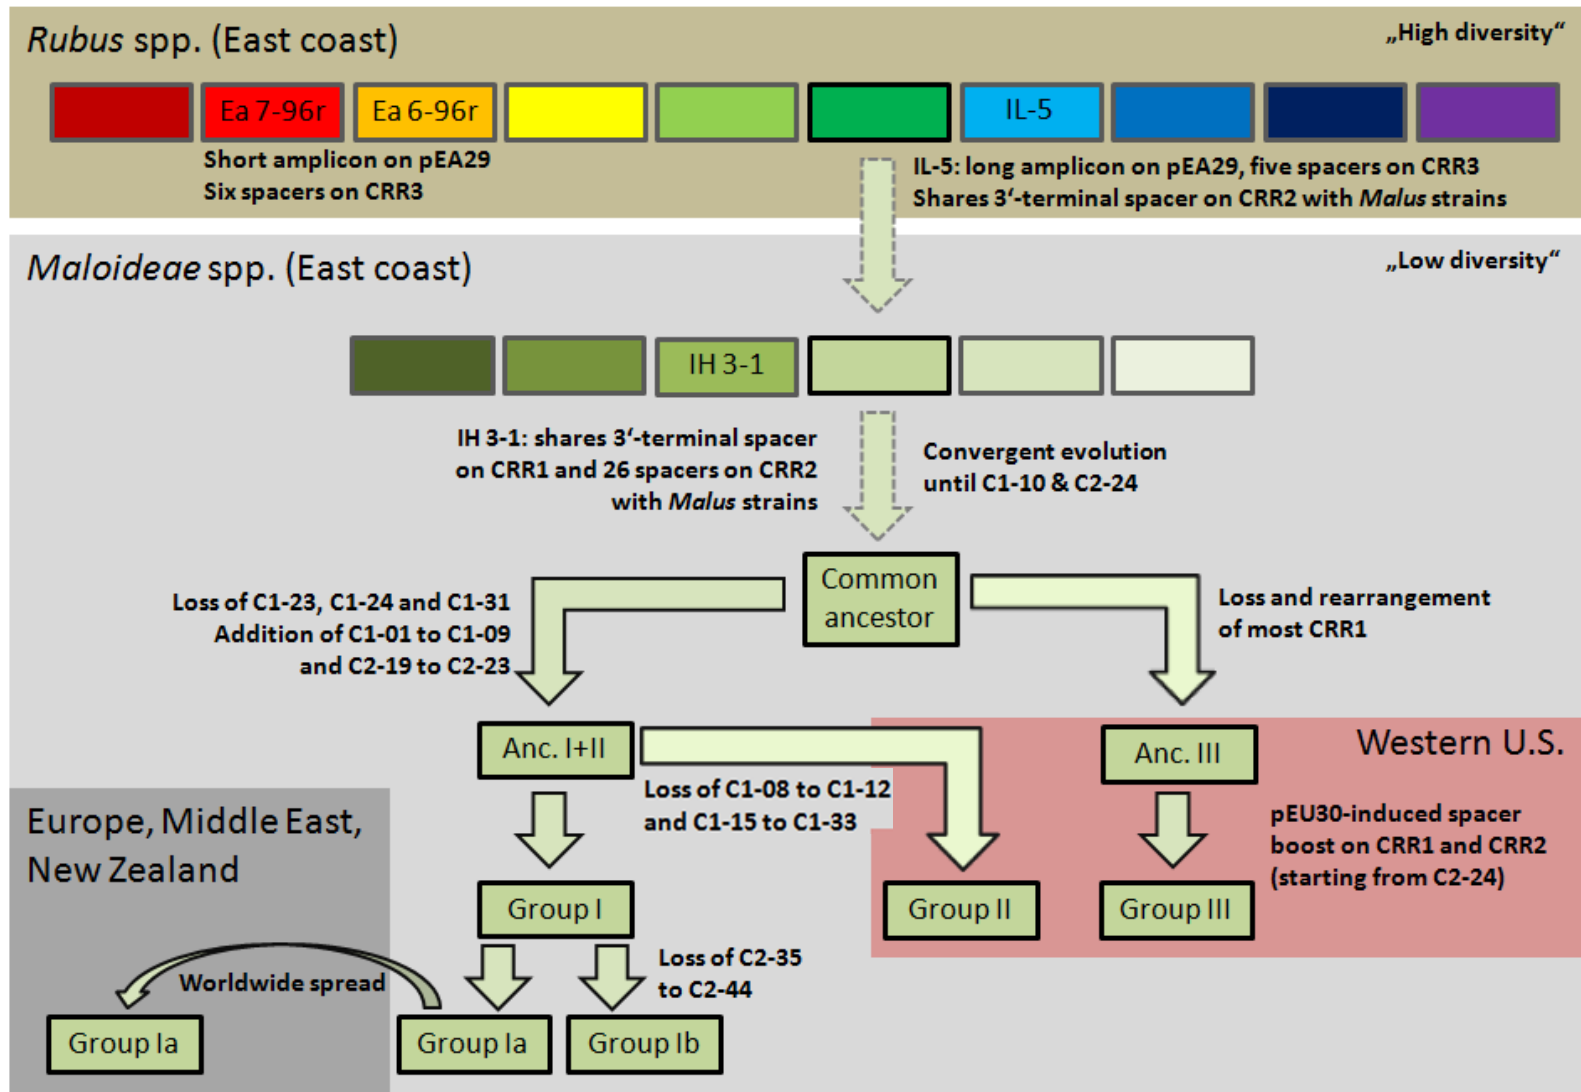 Rubus spp. (East coast)
„High diversity“
Ea 7-96r
Ea 6-96r
IL-5
Short amplicon on pEA29
Six spacers on CRR3
IL-5: long amplicon on pEA29, five spacers on CRR3
Shares 3‘-terminal spacer on CRR2 with Malus strains
Maloideae spp. (East coast)
„Low diversity“
IH 3-1
IH 3-1: shares 3‘-terminal spacer
on CRR1 and 26 spacers on CRR2
with Malus strains
Convergent evolution
until C1-10 & C2-24
Common
ancestor
Loss of C1-23, C1-24 and C1-31
Addition of C1-01 to C1-09
and C2-19 to C2-23
Loss and rearrangement
of most CRR1
Anc. I+II
Anc. III
Western U.S.
Loss of C1-08 to C1-12
and C1-15 to C1-33
pEU30-induced spacer
boost on CRR1 and CRR2
(starting from C2-24)
Europe, Middle East,
New Zealand
Group I
Group II
Group III
Loss of C2-35
to C2-44
Worldwide spread
Group Ia
Group Ia
Group Ib